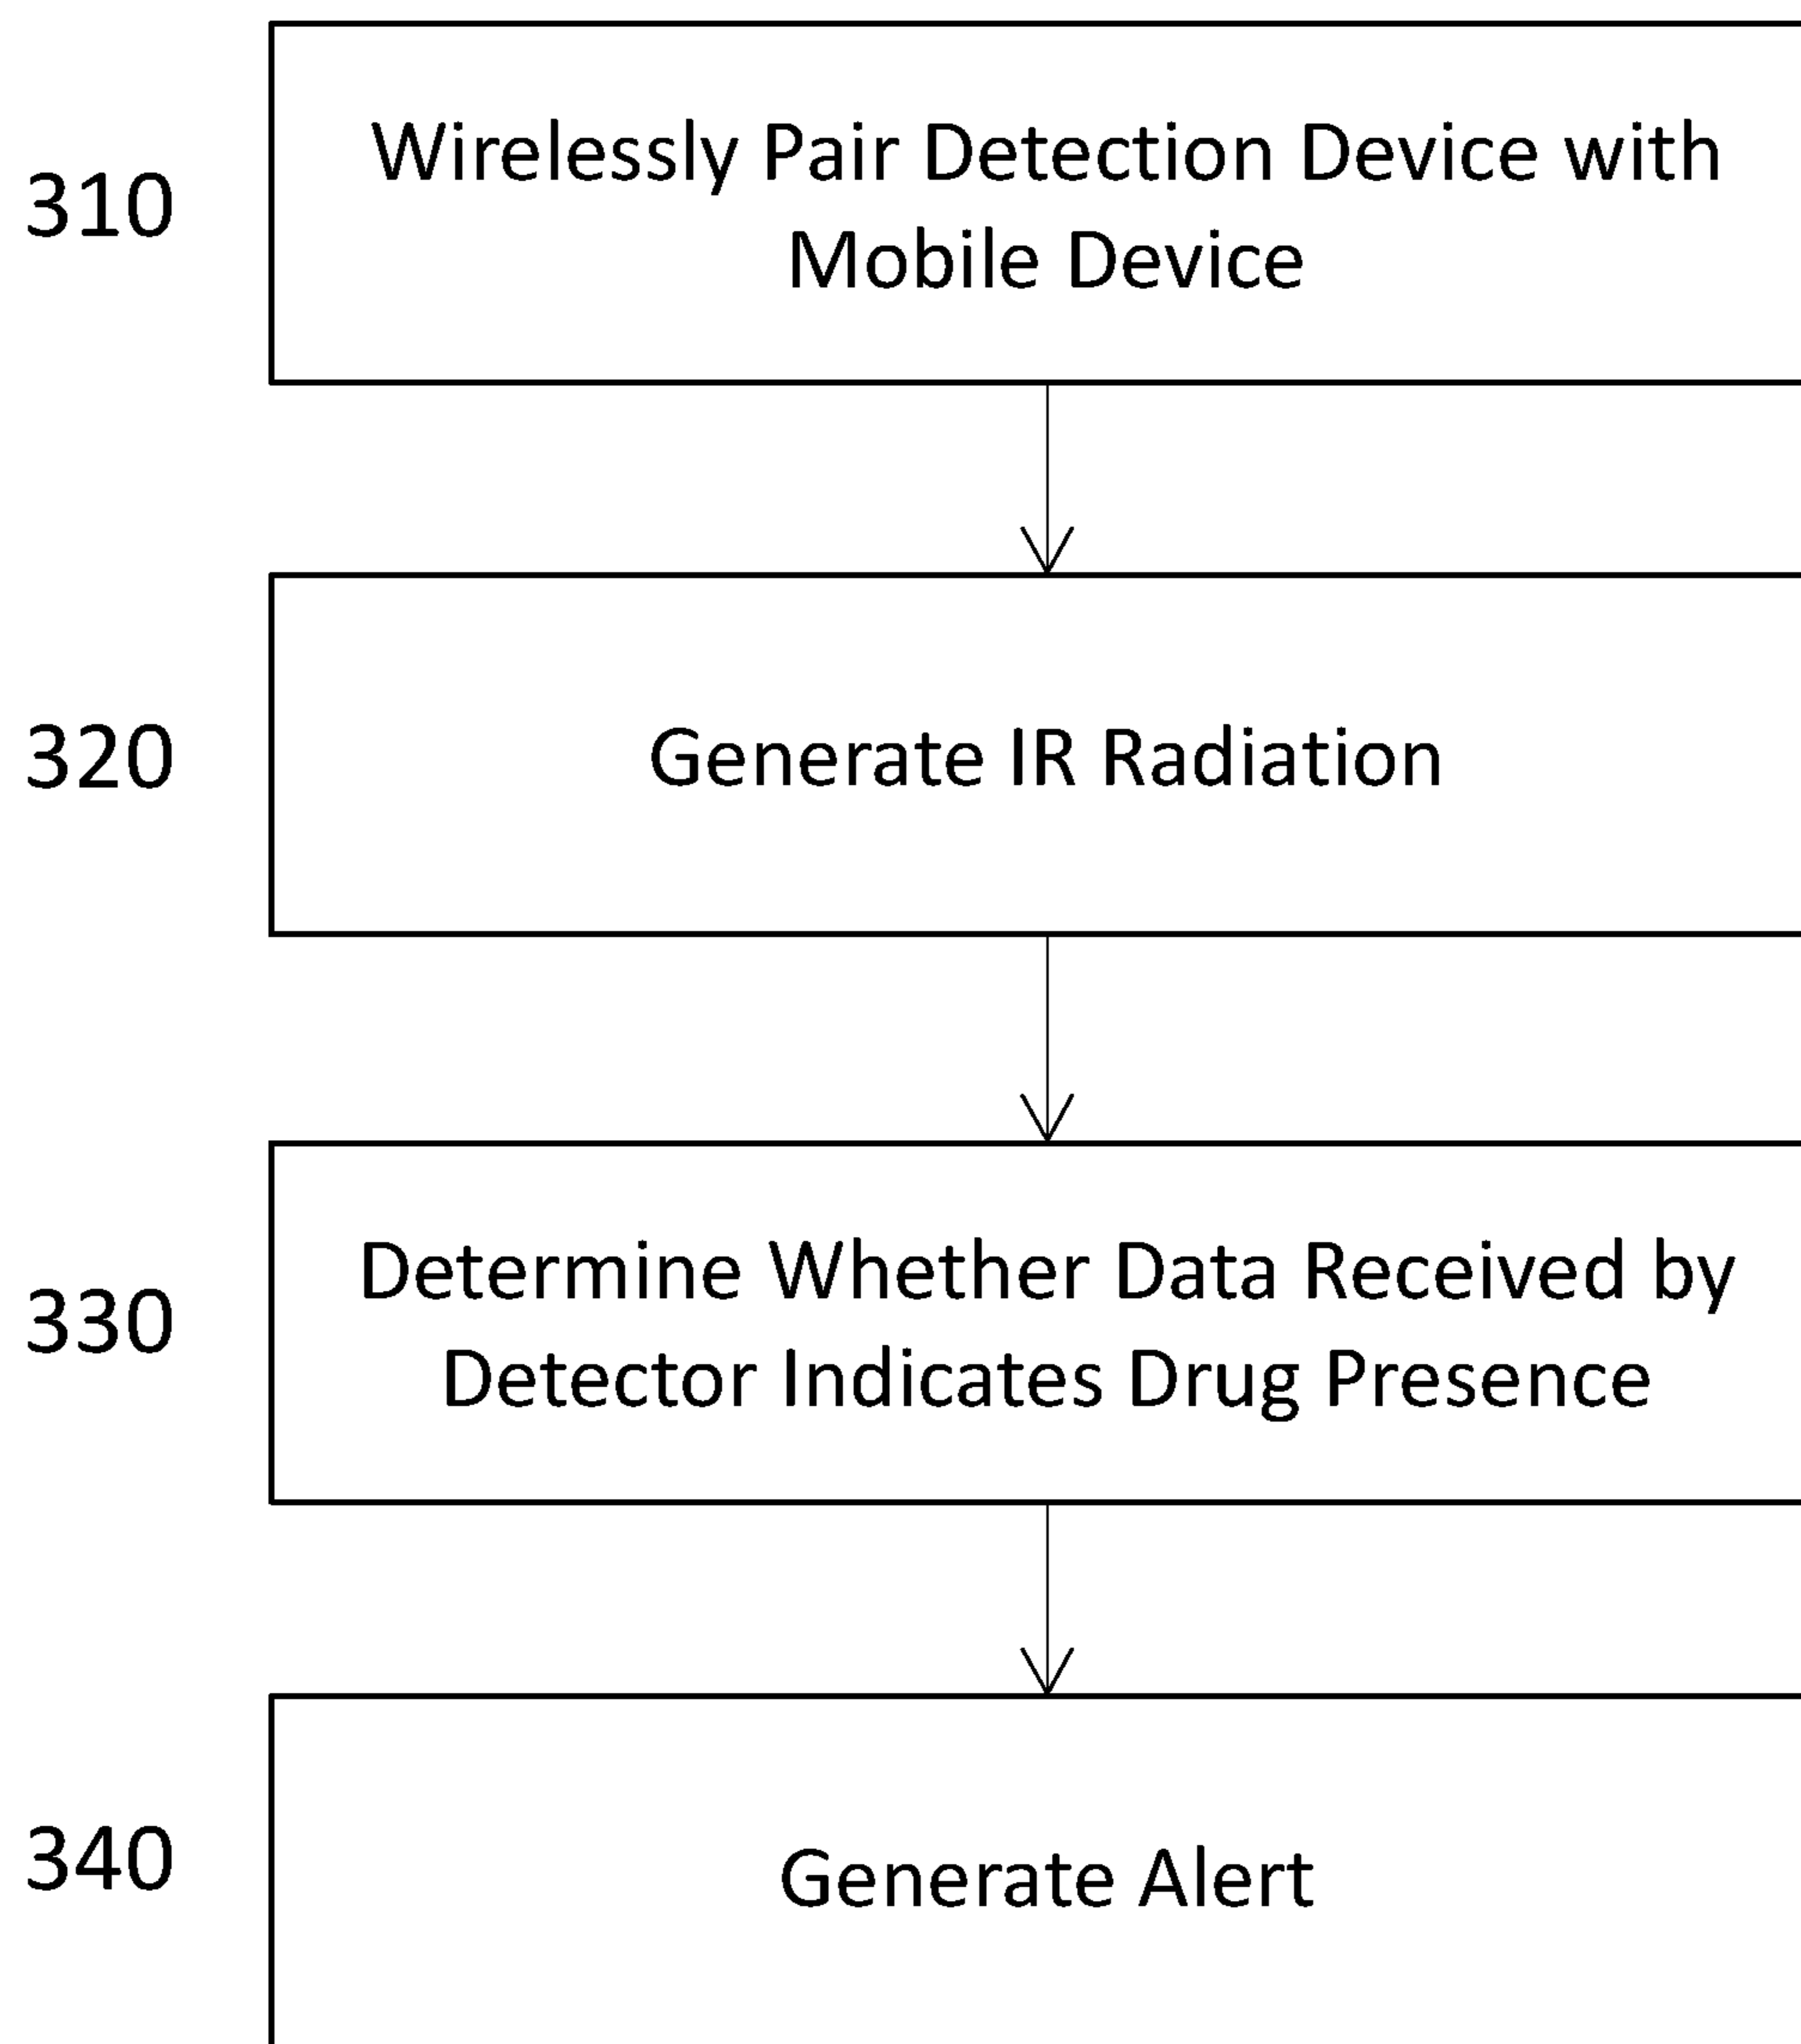 310
Wirelessly Pair Detection Device with
Mobile Device
320
Generate IR Radiation
330
Determine Whether Data Received by
Detector Indicates Drug Presence
340
Generate Alert